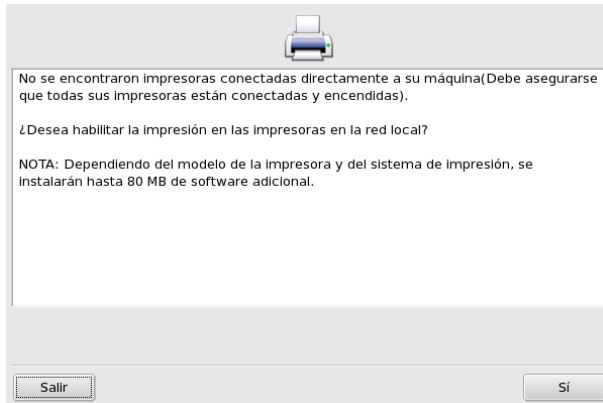 No se encontraron impresoras conectadas directamente a su máquina(Debe asegurarse
que todas sus impresoras están conectadas y encendidas).
¿Desea habilitar la impresión en las impresoras en la red local?
NOTA: Dependiendo del modelo de la impresora y del sistema de impresión, se
instalarán hasta 80 MB de software adicional.
Salir
Sí